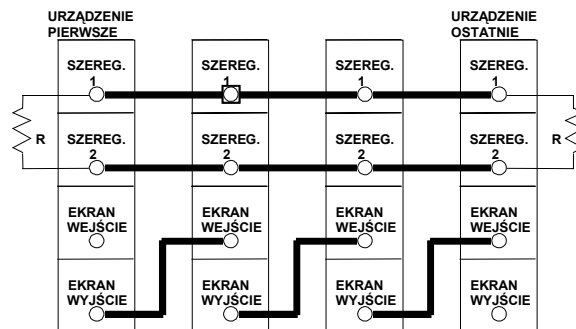 URZĄDZENIE
PIERWSZE
URZĄDZENIE
OSTATNIE
SZEREG.
1
SZEREG.
1
SZEREG.
1
SZEREG.
1
R
R
SZEREG.
2
SZEREG.
2
SZEREG.
2
SZEREG.
2
EKRAN
WEJŚCIE
EKRAN
WEJŚCIE
EKRAN
WEJŚCIE
EKRAN
WEJŚCIE
EKRAN
WYJŚCIE
EKRAN
WYJŚCIE
EKRAN
WYJŚCIE
EKRAN
WYJŚCIE